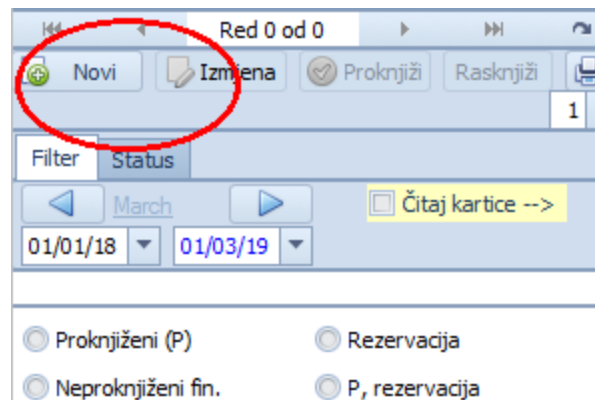 Red 0 od 0
Novi Izmjena Proknjiži Rasknjiži
1
Filter Status
March Čitaj kartice -->
01/01/18 01/03/19
Proknjiženi (P) Rezervacija
Neproknjiženi fin. P, rezervacija